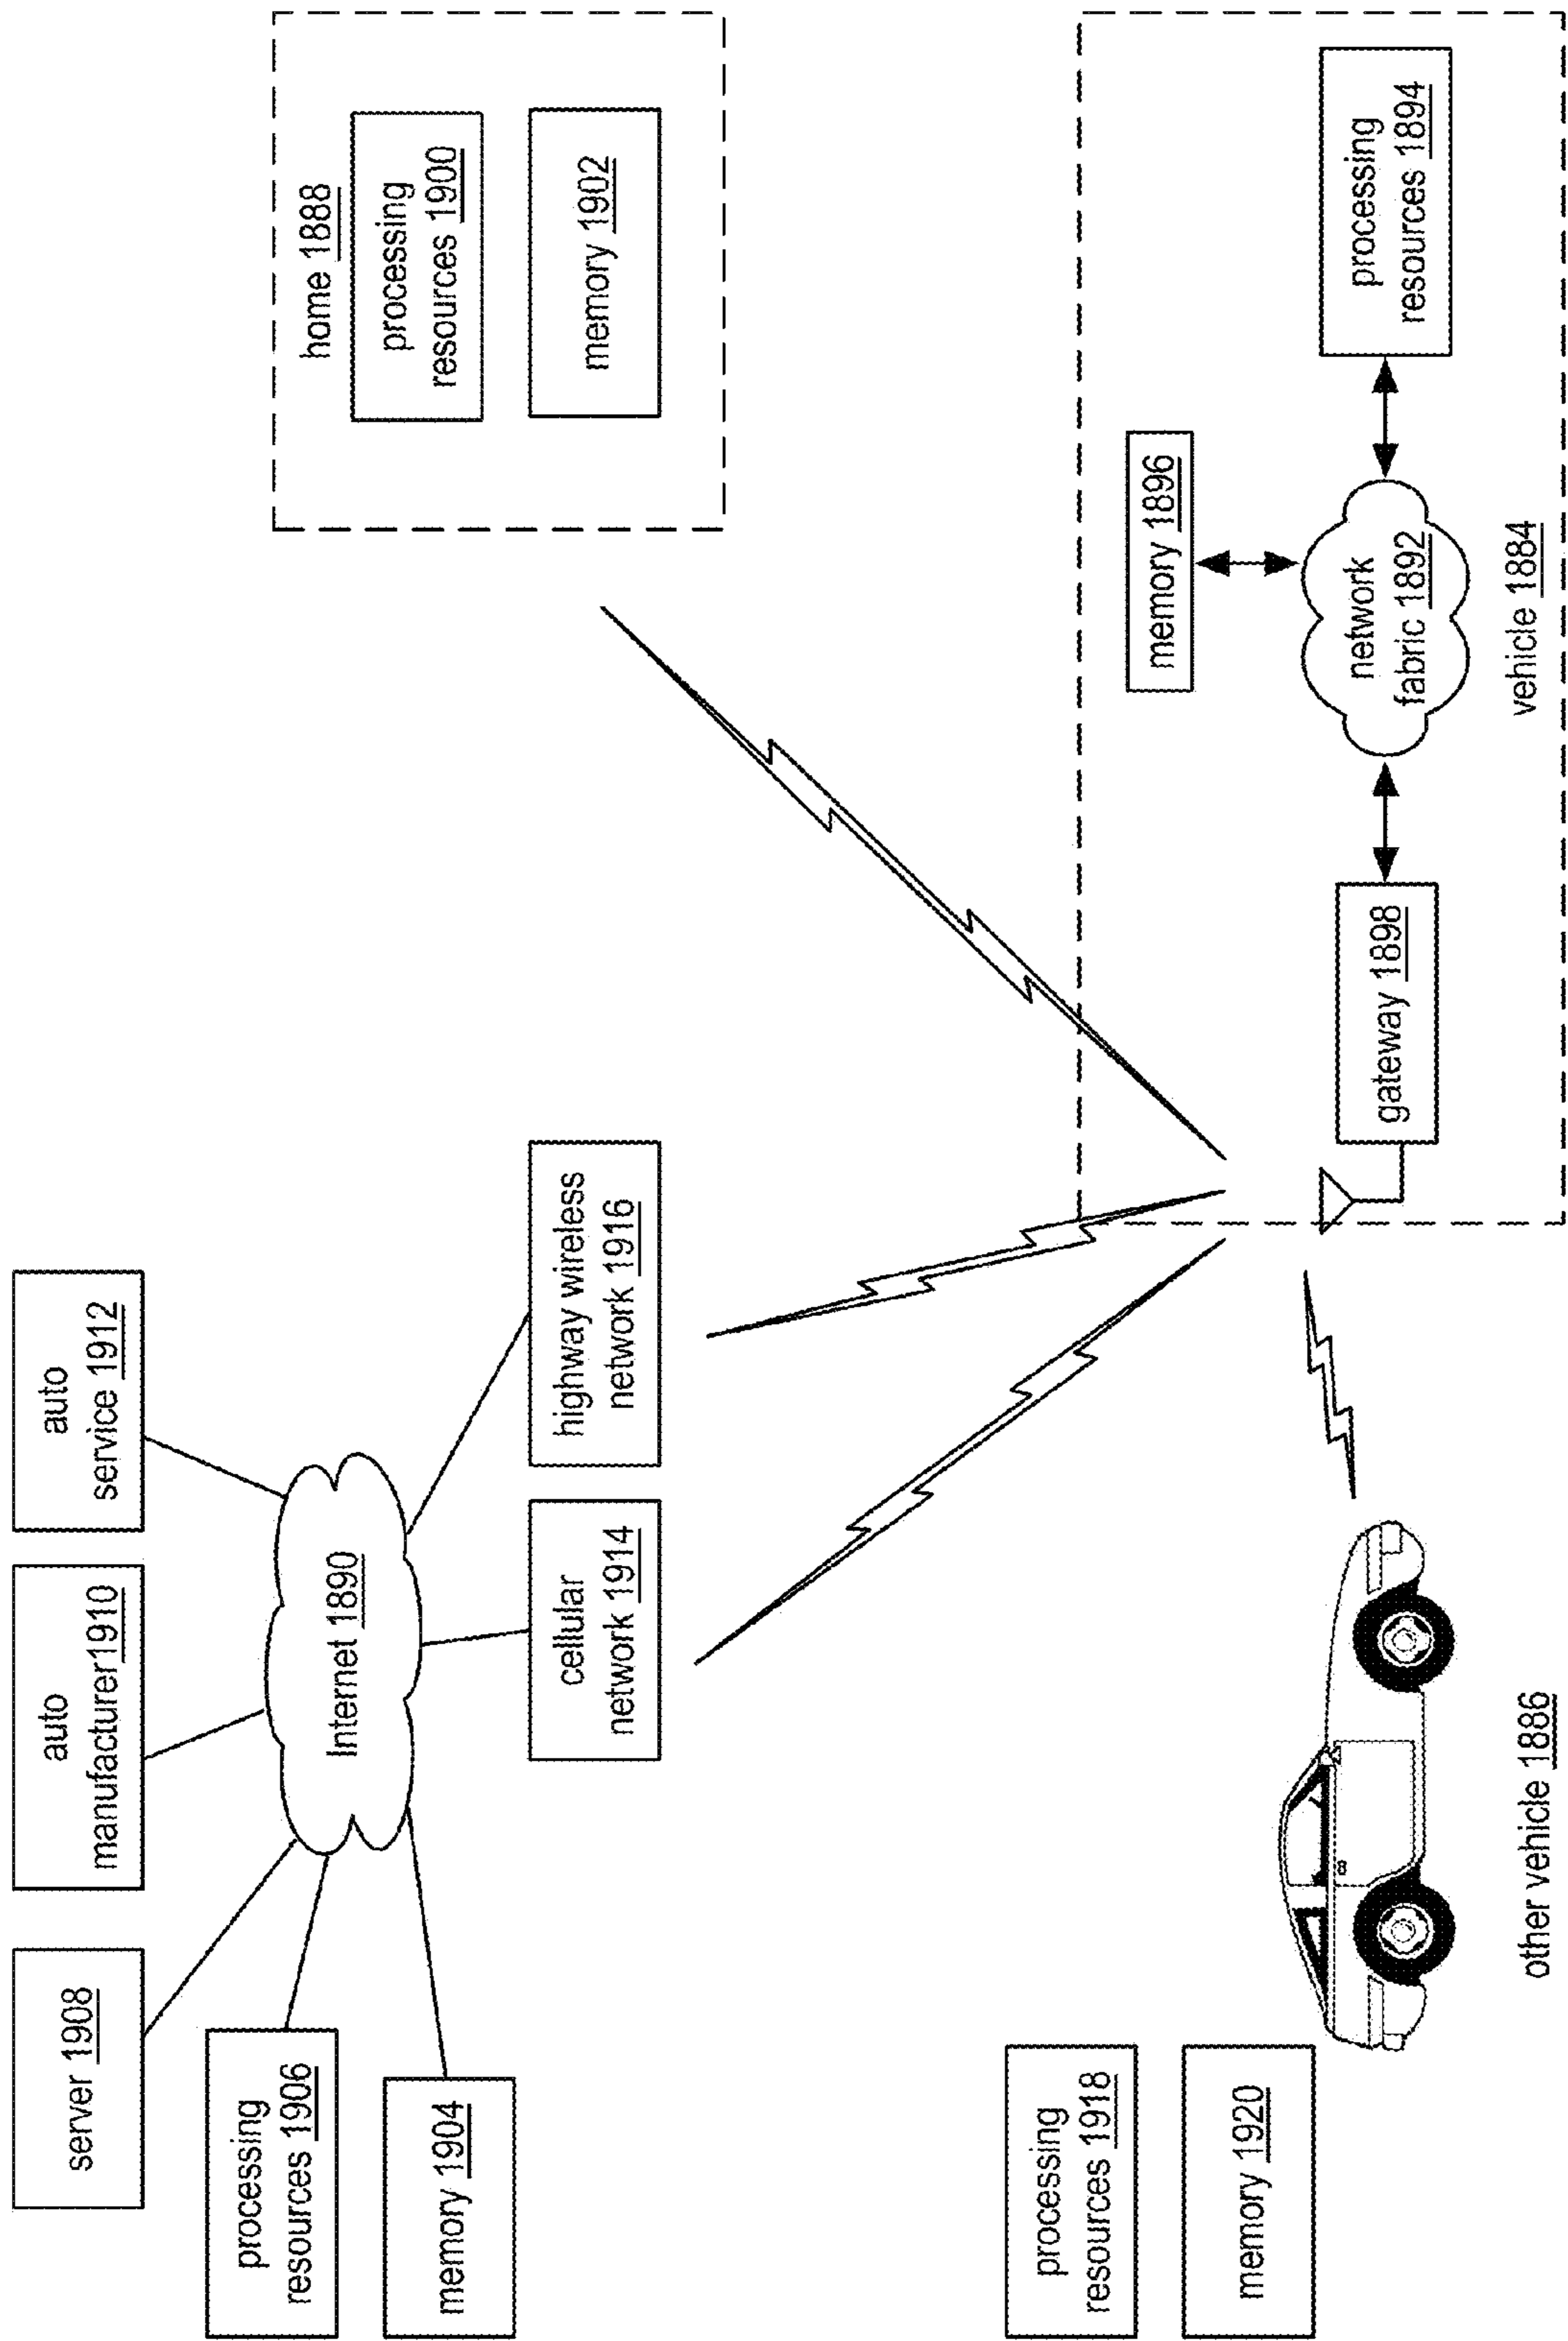 server 1908
auto
manufacturer1910
auto
service 1912
processing
resources 1906
memory 1904
Internet 1890
cellular
network 1914
highway wireless
network 1916
home 1888
processing
resources 1900
memory 1902
processing
resources 1918
memory 1920
other vehicle 1886
gateway 1898
memory 1896
network
fabric 1892
processing
resources 1894
vehicle 1884